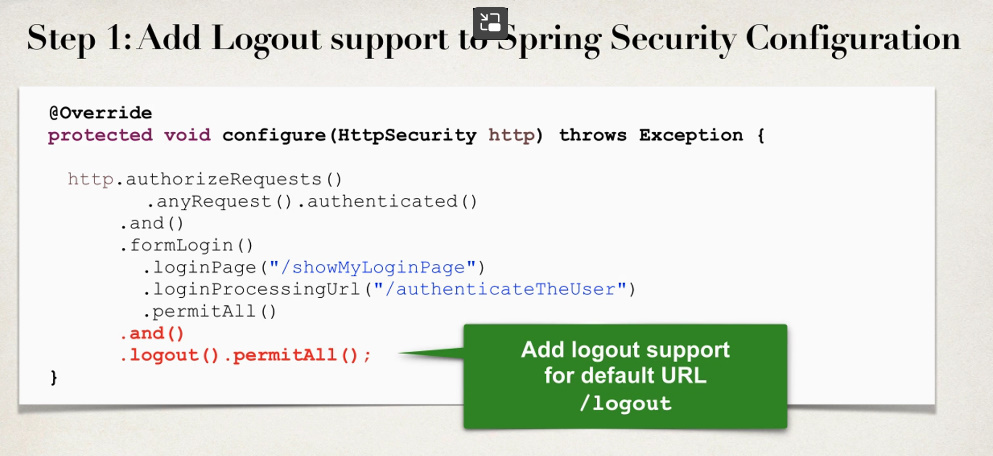 Step 1: Add Logout support to Spring Security Configuration
@Override
protected void configure(HttpSecurity http) throws Exception {
http.authorizeRequests()
.anyRequest().authenticated()
.and()
.formLogin()
.loginPage("/showMyLoginPage")
.loginProcessingUrl("/authenticateTheUser")
.permitAll()
.and()
.logout().permitAll();
}
Add logout support
for default URL
/logout